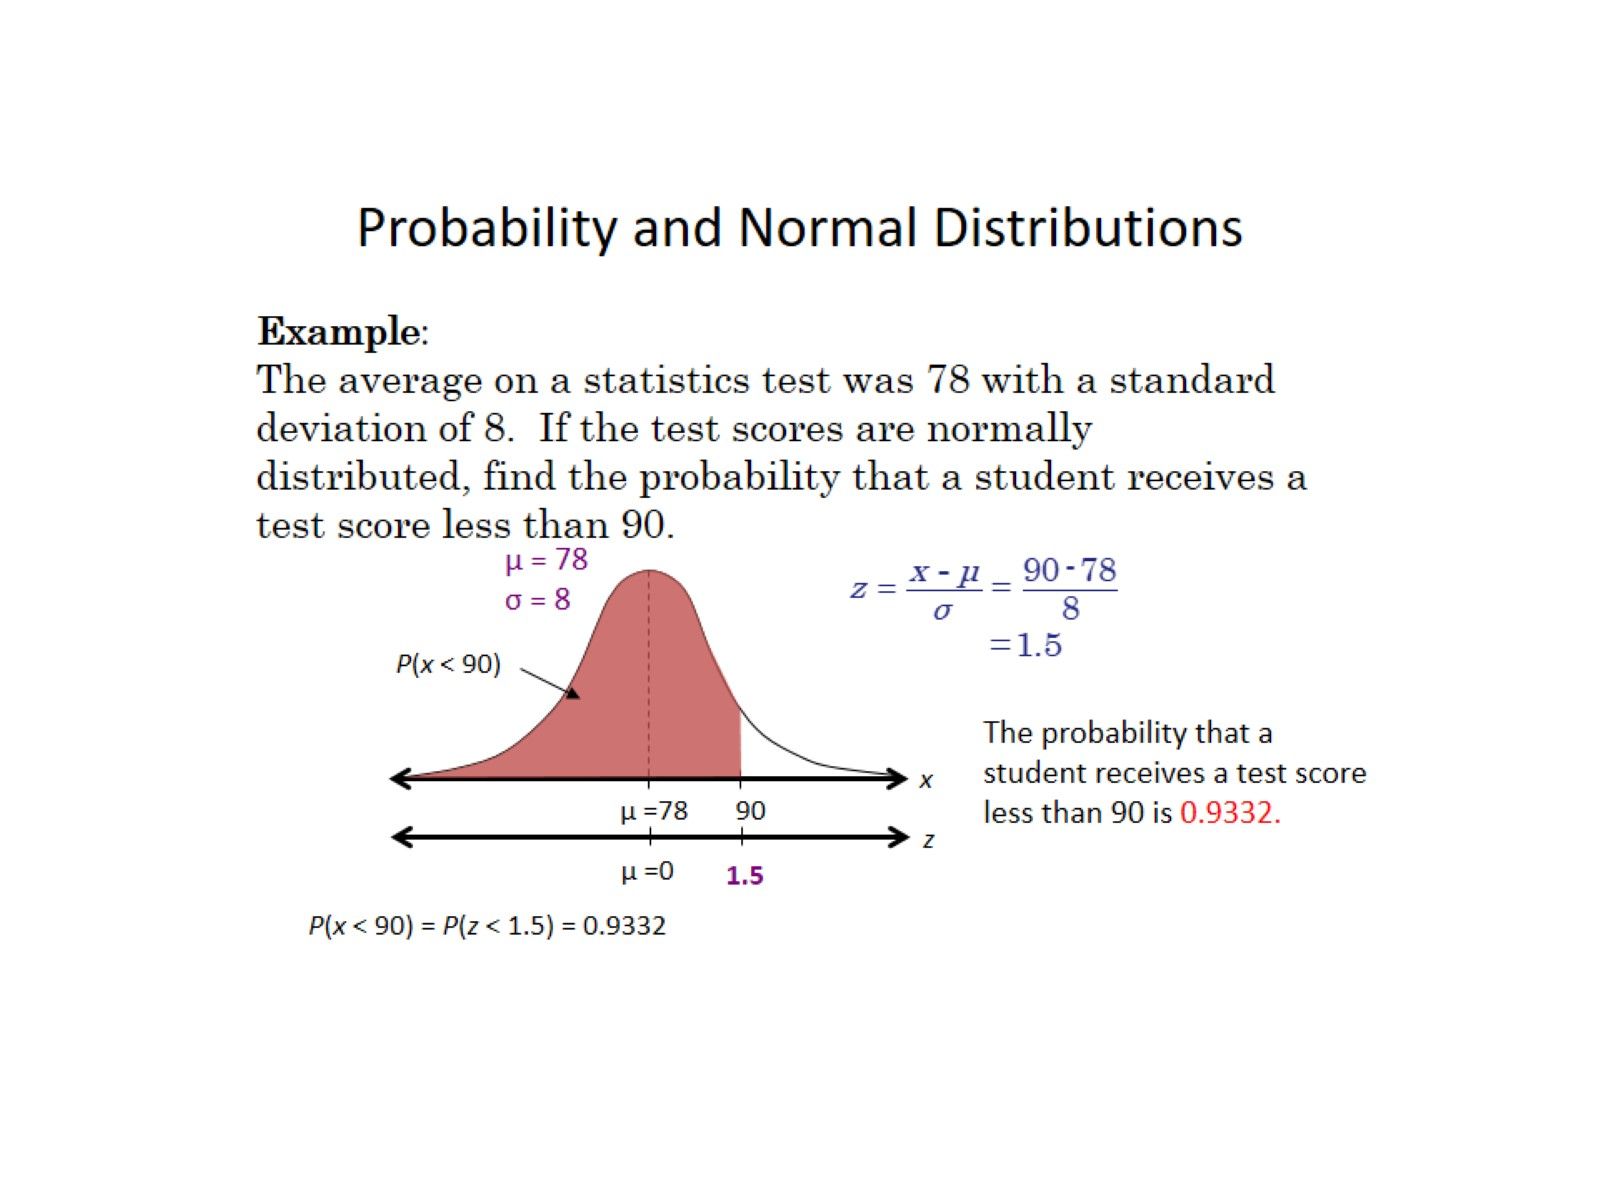 Probability and Normal Distributions
Example:
The average on a statistics test was 78 with a standard
deviation of 8.  If the test scores are normally
distributed, find the probability that a student receives a
test score less than 90.
μ = 78
σ = 8
P(x < 90)
z = x - μ / σ = 90 - 78 / 8
= 1.5
The probability that a
student receives a test score
less than 90 is 0.9332.
x
μ =78 90
z
μ =0 1.5
P(x < 90) = P(z < 1.5) = 0.9332